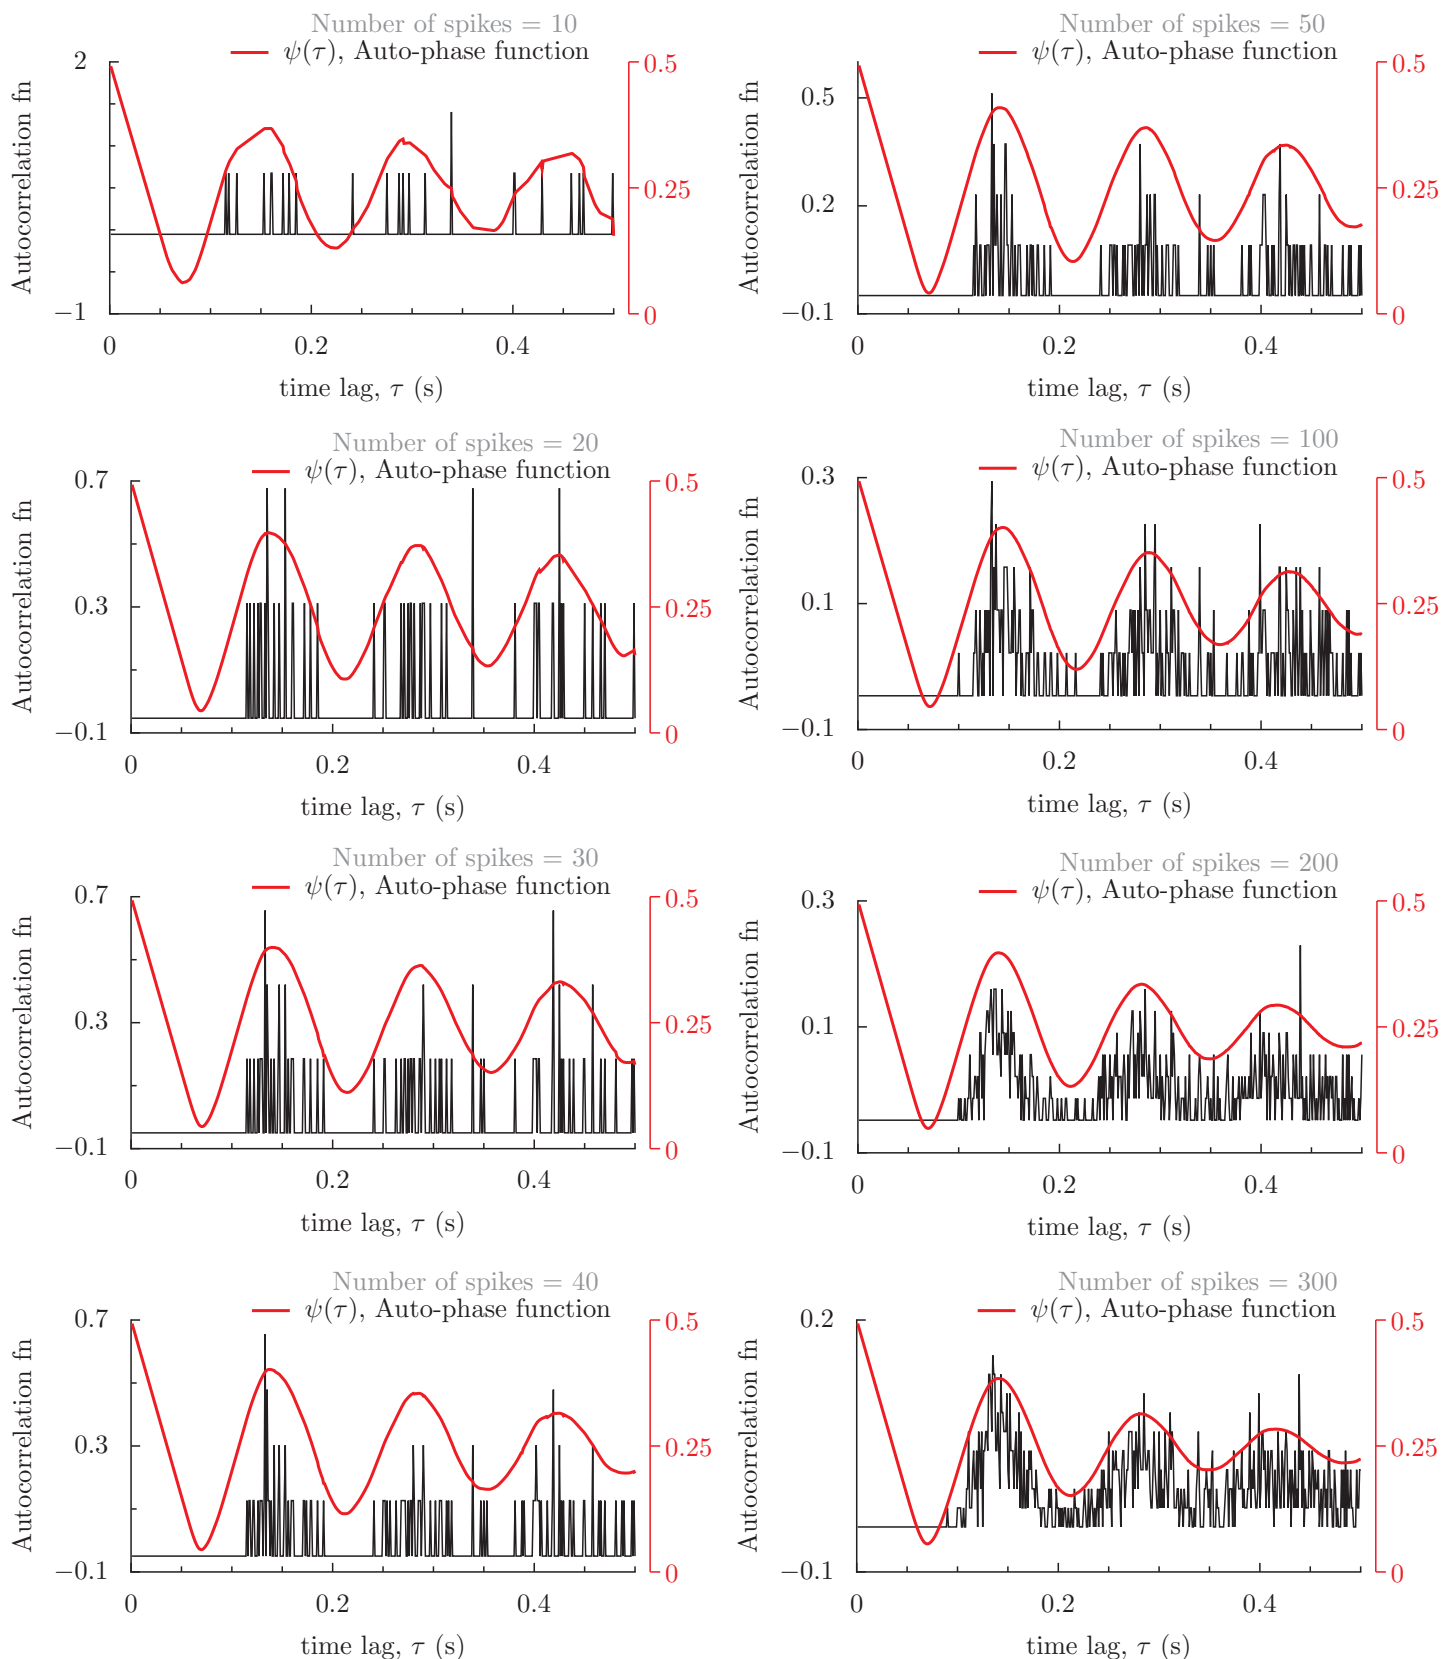 Number of spikes = 10
ψ(τ), Auto-phase function
Autocorrelation fn
2
−1
0.5
0.25
0
0 0.2 0.4
time lag, τ (s)
Number of spikes = 50
ψ(τ), Auto-phase function
Autocorrelation fn
0.5
0.2
−0.1
0.5
0.25
0
0 0.2 0.4
time lag, τ (s)
Number of spikes = 20
ψ(τ), Auto-phase function
Autocorrelation fn
0.7
0.3
−0.1
0.5
0.25
0
0 0.2 0.4
time lag, τ (s)
Number of spikes = 100
ψ(τ), Auto-phase function
Autocorrelation fn
0.3
0.1
−0.1
0.5
0.25
0
0 0.2 0.4
time lag, τ (s)
Number of spikes = 30
ψ(τ), Auto-phase function
Autocorrelation fn
0.7
0.3
−0.1
0.5
0.25
0
0 0.2 0.4
time lag, τ (s)
Number of spikes = 200
ψ(τ), Auto-phase function
Autocorrelation fn
0.3
0.1
−0.1
0.5
0.25
0
0 0.2 0.4
time lag, τ (s)
Number of spikes = 40
ψ(τ), Auto-phase function
Autocorrelation fn
0.7
0.3
−0.1
0.5
0.25
0
0 0.2 0.4
time lag, τ (s)
Number of spikes = 300
ψ(τ), Auto-phase function
Autocorrelation fn
0.2
−0.1
0.5
0.25
0
0 0.2 0.4
time lag, τ (s)